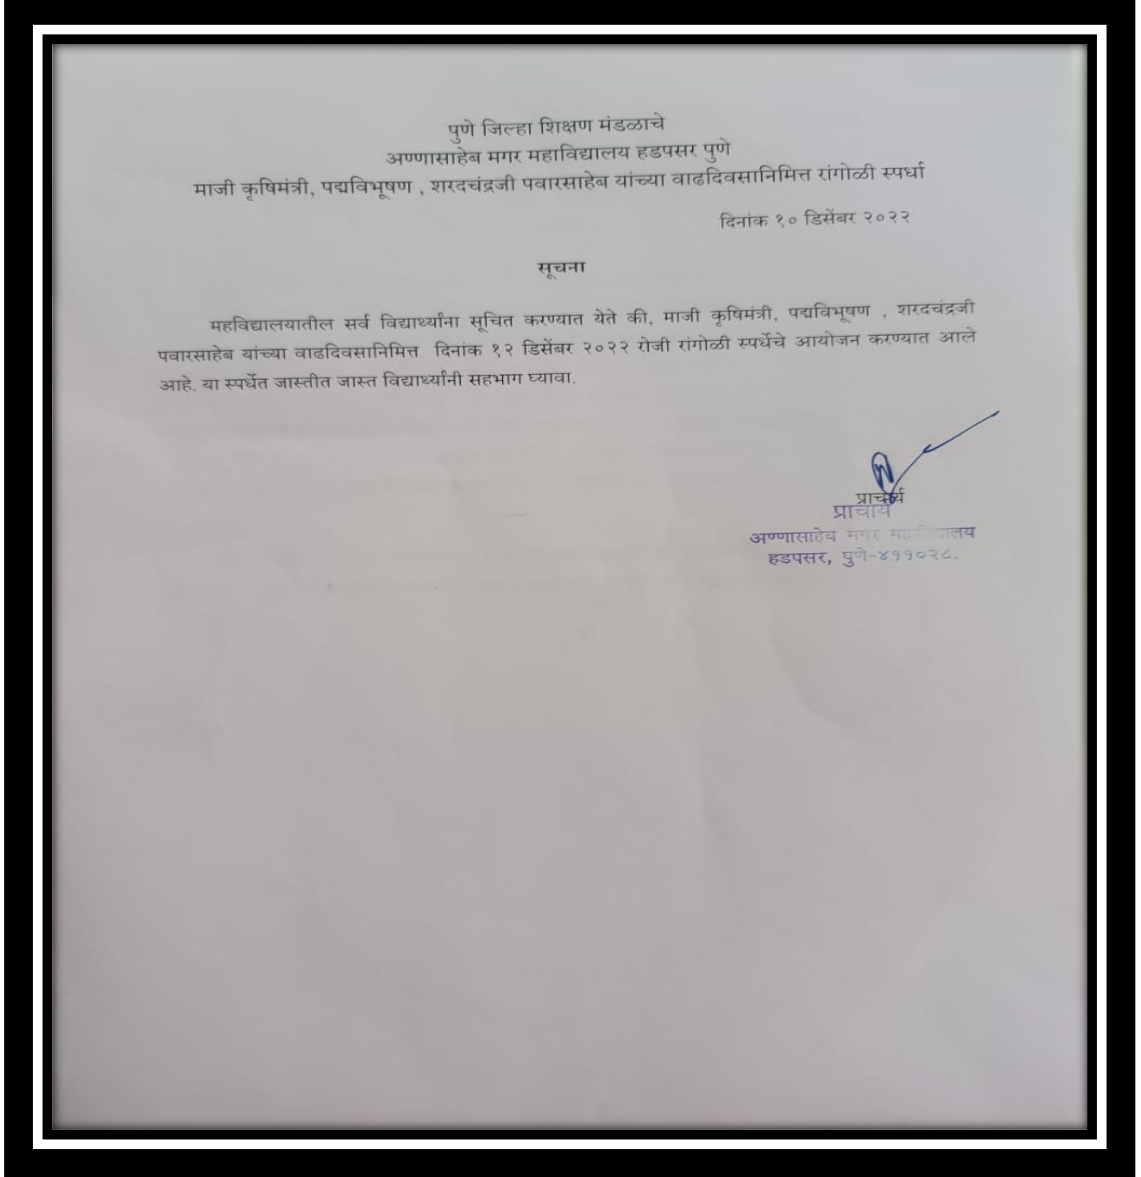 पुणे जिल्हा शिक्षण मंडळाचे
अण्णासाहेब मगर महाविद्यालय हडपसर पुणे
माजी कृषिमंत्री, पद्मविभूषण , शरदचंद्रजी पवारसाहेब यांच्या वाढदिवसानिमित्त रांगोळी स्पर्धा
दिनांक १० डिसेंबर २०२२
सूचना
महविद्यालयातील सर्व विद्यार्थ्यांना सूचित करण्यात येते की, माजी कृषिमंत्री, पद्मविभूषण , शरदचंद्रजी
पवारसाहेब यांच्या वाढदिवसानिमित्त दिनांक १२ डिसेंबर २०२२ रोजी रांगोळी स्पर्धेचे आयोजन करण्यात आले
आहे. या स्पर्धेत जास्तीत जास्त विद्यार्थ्यांनी सहभाग घ्यावा.
प्राचार्य
प्राचार्य
अण्णासाहेब मगर महाविद्यालय
हडपसर, पुणे-४११०२८.